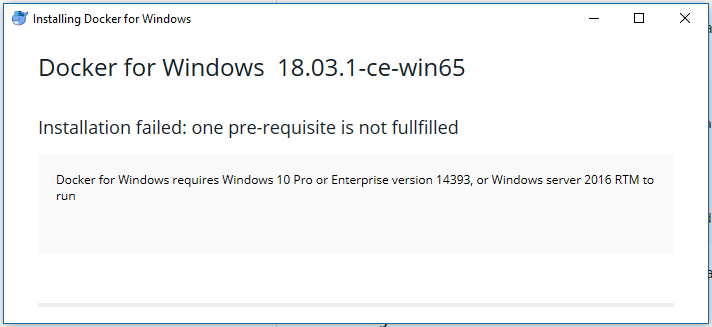 Installing Docker for Windows
Docker for Windows 18.03.1-ce-win65
Installation failed: one pre-requisite is not fullfilled
Docker for Windows requires Windows 10 Pro or Enterprise version 14393, or Windows server 2016 RTM to
run